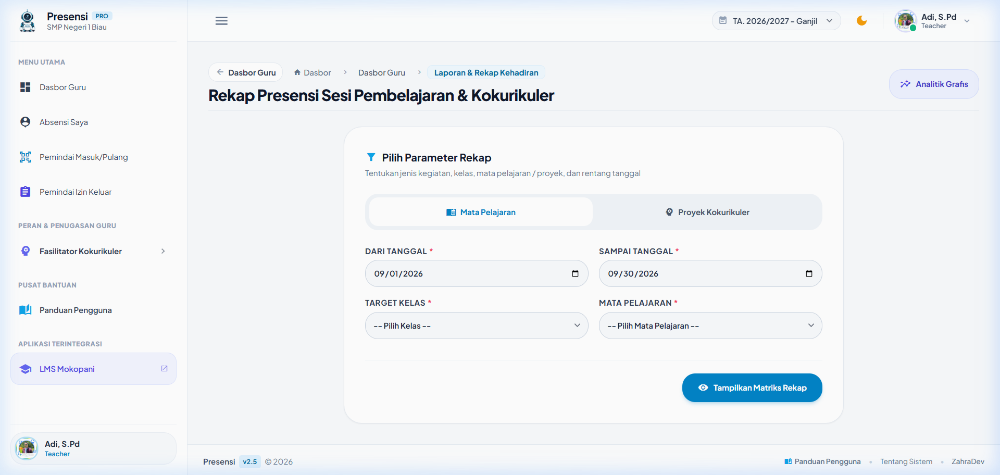 Presensi PRO
SMP Negeri 1 Biau
TA. 2026/2027 - Ganjil
Adi, S.Pd
Teacher
MENU UTAMA
Dasbor Guru
Absensi Saya
Pemindai Masuk/Pulang
Pemindai Izin Keluar
PERAN & PENUGASAN GURU
Fasilitator Kokurikuler
PUSAT BANTUAN
Panduan Pengguna
APLIKASI TERINTEGRASI
LMS Mokopani
Adi, S.Pd
Teacher
Dasbor Guru Dasbor Dasbor Guru Laporan & Rekap Kehadiran
Rekap Presensi Sesi Pembelajaran & Kokurikuler
Analitik Grafis
Pilih Parameter Rekap
Tentukan jenis kegiatan, kelas, mata pelajaran / proyek, dan rentang tanggal
Mata Pelajaran Proyek Kokurikuler
DARI TANGGAL * SAMPAI TANGGAL *
09/01/2026 09/30/2026
TARGET KELAS * MATA PELAJARAN *
-- Pilih Kelas -- -- Pilih Mata Pelajaran --
Tampilkan Matriks Rekap
Presensi v2.5 © 2026
Panduan Pengguna • Tentang Sistem • ZahraDev